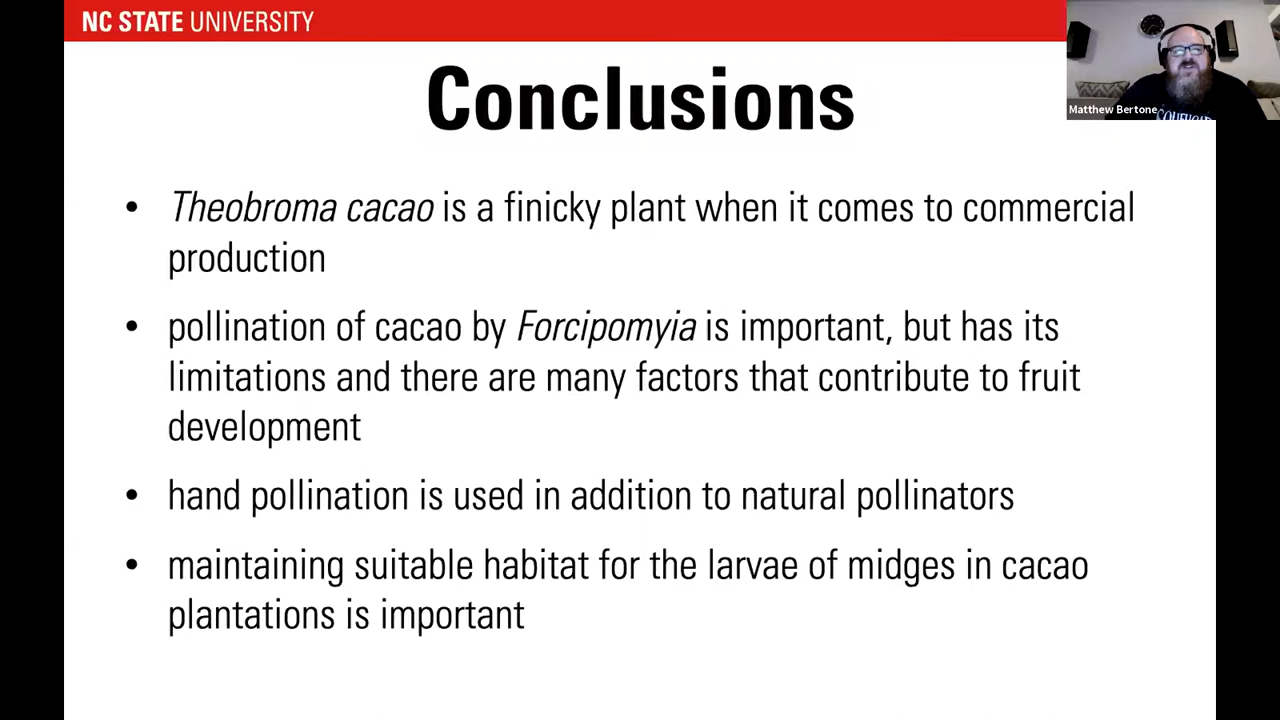 NC STATE UNIVERSITY
Matthew Bertone
Conclusions
• Theobroma cacao is a finicky plant when it comes to commercial
production
• pollination of cacao by Forcipomyia is important, but has its
limitations and there are many factors that contribute to fruit
development
• hand pollination is used in addition to natural pollinators
• maintaining suitable habitat for the larvae of midges in cacao
plantations is important